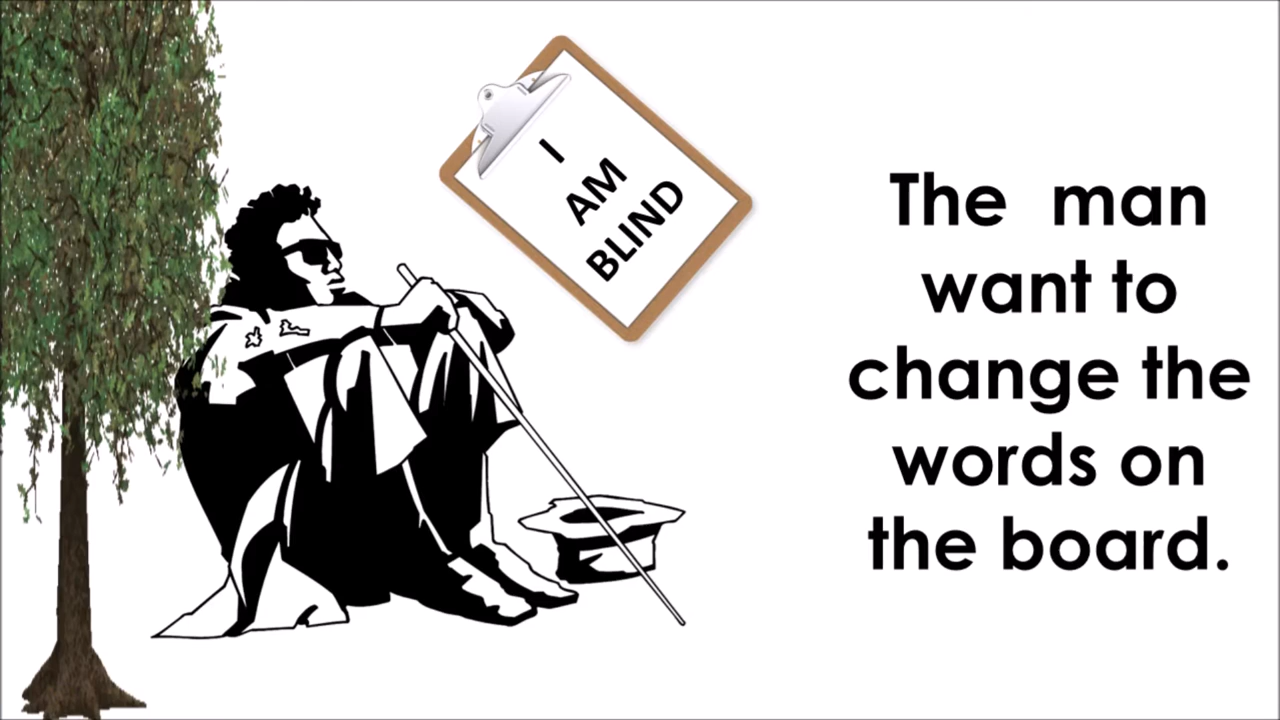 I
AM
BLIND
The man
want to
change the
words on
the board.